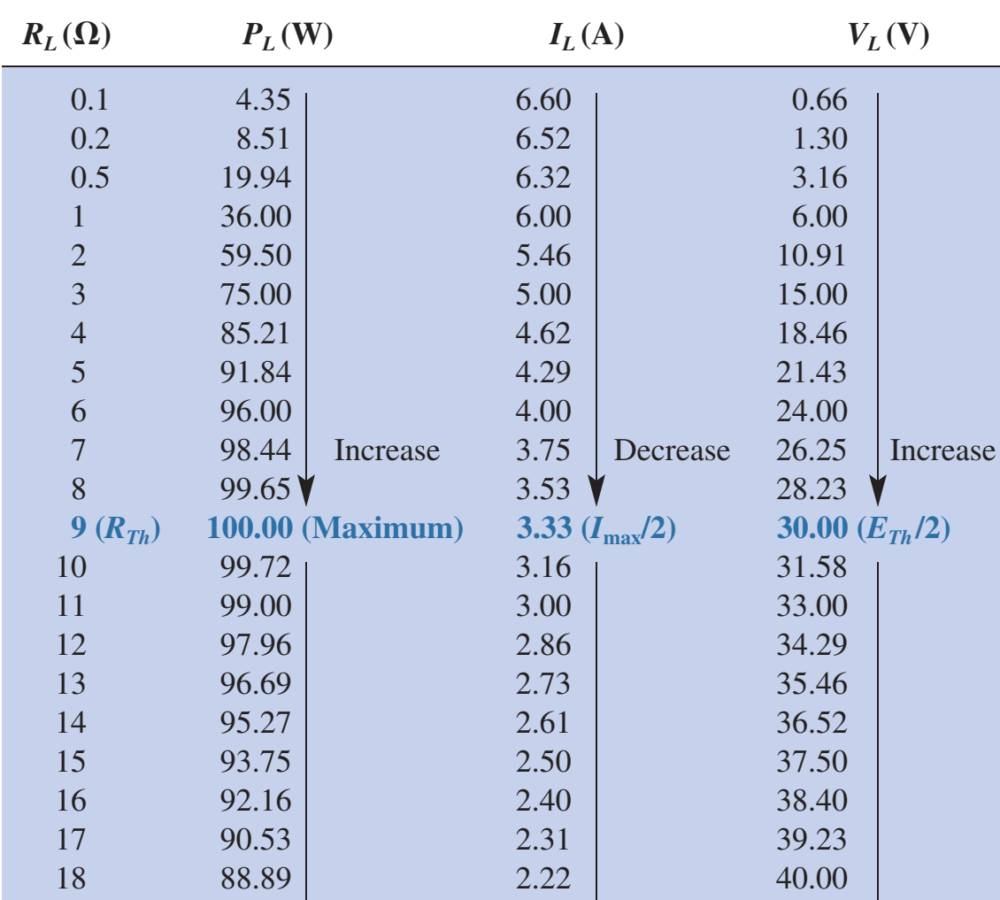 R_L (Ω) P_L (W) I_L (A) V_L (V)
0.1 4.35 6.60 0.66
0.2 8.51 6.52 1.30
0.5 19.94 6.32 3.16
1 36.00 6.00 6.00
2 59.50 5.46 10.91
3 75.00 5.00 15.00
4 85.21 4.62 18.46
5 91.84 4.29 21.43
6 96.00 4.00 24.00
7 98.44 Increase 3.75 Decrease 26.25 Increase
8 99.65 3.53 28.23
9 (R_Th) 100.00 (Maximum) 3.33 (I_max/2) 30.00 (E_Th/2)
10 99.72 3.16 31.58
11 99.00 3.00 33.00
12 97.96 2.86 34.29
13 96.69 2.73 35.46
14 95.27 2.61 36.52
15 93.75 2.50 37.50
16 92.16 2.40 38.40
17 90.53 2.31 39.23
18 88.89 2.22 40.00